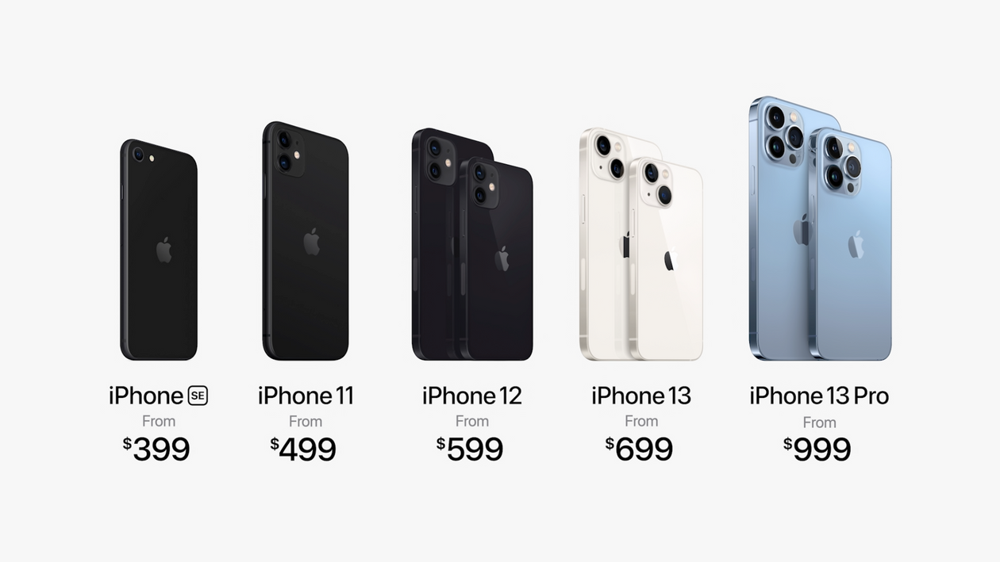 iPhone SE
From
$399
iPhone 11
From
$499
iPhone 12
From
$599
iPhone 13
From
$699
iPhone 13 Pro
From
$999